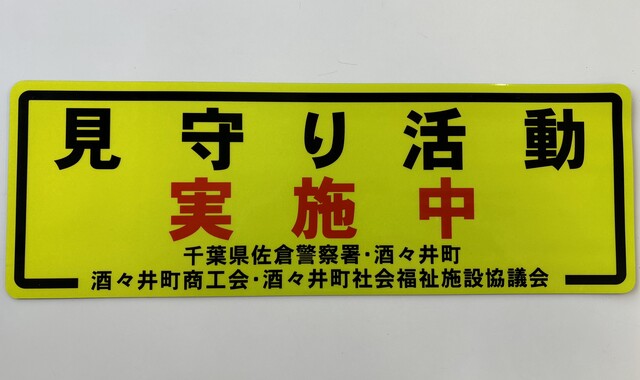 見守り活動
実施中
千葉県佐倉警察署・酒々井町
酒々井町商工会・酒々井町社会福祉施設協議会